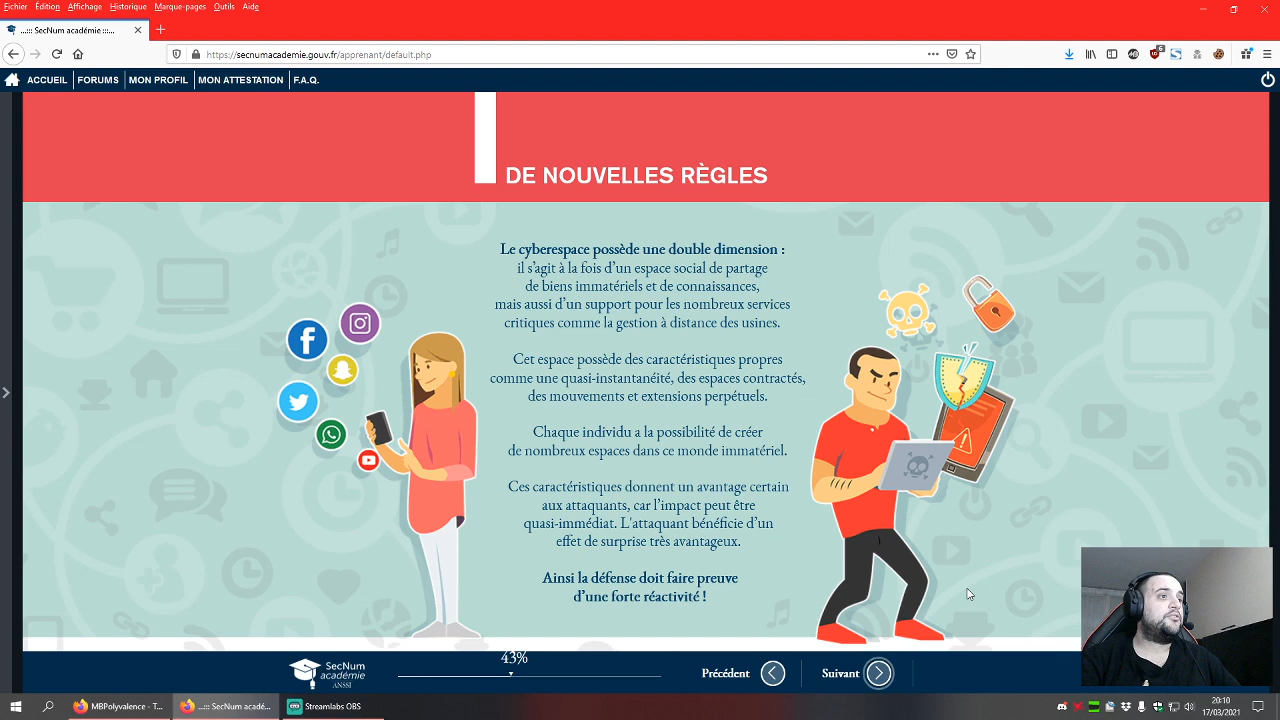 Fichier Édition Affichage Historique Marque-pages Outils Aide
...::: SecNum académie :::...
https://secnumacademie.gouv.fr/apprenant/default.php
6
ACCUEIL FORUMS MON PROFIL MON ATTESTATION F.A.Q.
DE NOUVELLES RÈGLES
Le cyberespace possède une double dimension :
il s'agit à la fois d'un espace social de partage
de biens immatériels et de connaissances,
mais aussi d'un support pour les nombreux services
critiques comme la gestion à distance des usines.
Cet espace possède des caractéristiques propres
comme une quasi-instantanéité, des espaces contractés,
des mouvements et extensions perpétuels.
Chaque individu a la possibilité de créer
de nombreux espaces dans ce monde immatériel.
Ces caractéristiques donnent un avantage certain
aux attaquants, car l'impact peut être
quasi-immédiat. L'attaquant bénéficie d'un
effet de surprise très avantageux.
Ainsi la défense doit faire preuve
d'une forte réactivité !
SecNum
académie
ANSSI
43%
Précédent
Suivant
MBPolyvalence - T...
...::: SecNum acadé...
Streamlabs OBS
20:10
17/03/2021